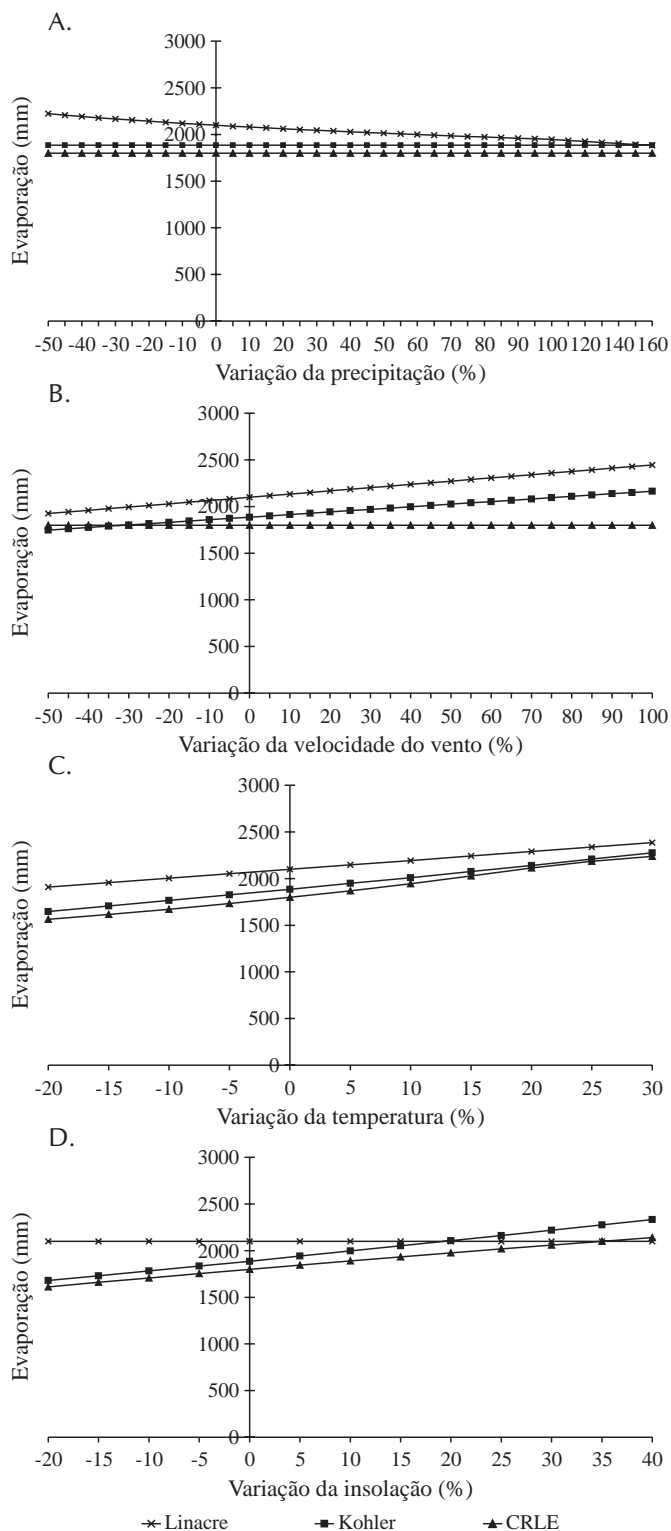 A.
3000
2500
2000
1500
1000
500
0
Evaporação (mm)
-50 -40 -30 -20 -10 0 10 20 30 40 50 60 70 80 90 100 120 140 160
Variação da precipitação (%)
B.
3000
2500
2000
1500
1000
500
0
Evaporação (mm)
-50 -40 -30 -20 -10 0 10 20 30 40 50 60 70 80 90 100
Variação da velocidade do vento (%)
C.
3000
2500
2000
1500
1000
500
0
Evaporação (mm)
-20 -15 -10 -5 0 5 10 15 20 25 30
Variação da temperatura (%)
D.
3000
2500
2000
1500
1000
500
0
Evaporação (mm)
-20 -15 -10 -5 0 5 10 15 20 25 30 35 40
Variação da insolação (%)
Linacre Kohler CRLE